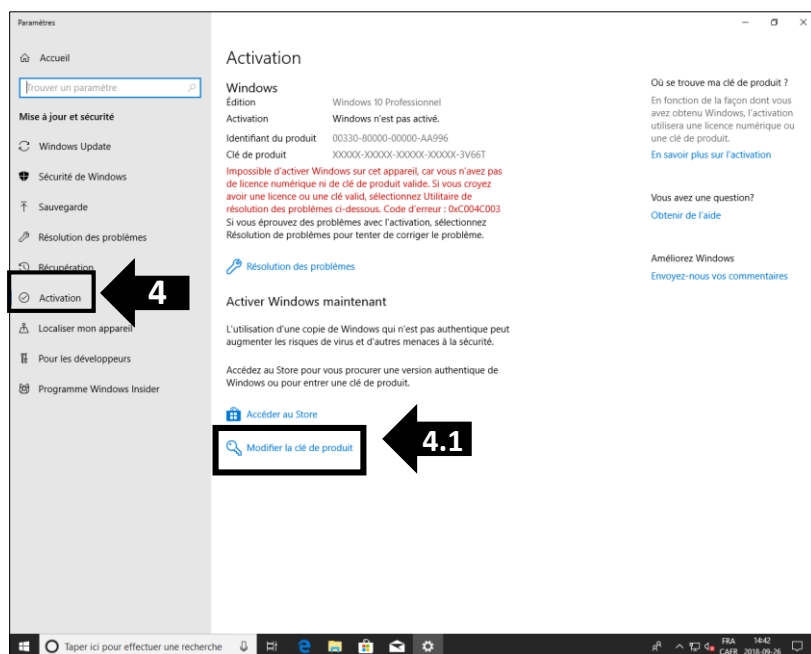 Paramètres
Accueil
Trouver un paramètre
Mise à jour et sécurité
Windows Update
Sécurité de Windows
Sauvegarde
Résolution des problèmes
Récupération
Activation
4
Localiser mon appareil
Pour les développeurs
Programme Windows Insider
Activation
Windows
Édition Windows 10 Professionnel
Activation Windows n'est pas activé.
Identifiant du produit 00330-80000-00000-AA996
Clé de produit XXXXX-XXXXX-XXXXX-XXXXX-3V66T
Impossible d'activer Windows sur cet appareil, car vous n'avez pas
de licence numérique ni de clé de produit valide. Si vous croyez
avoir une licence ou une clé valid, sélectionnez Utilitaire de
résolution des problèmes ci-dessous. Code d'erreur : 0xC004C003
Si vous éprouvez des problèmes avec l'activation, sélectionnez
Résolution de problèmes pour tenter de corriger le problème.
Résolution des problèmes
Activer Windows maintenant
L'utilisation d'une copie de Windows qui n'est pas authentique peut
augmenter les risques de virus et d'autres menaces à la sécurité.
Accédez au Store pour vous procurer une version authentique de
Windows ou pour entrer une clé de produit.
Accéder au Store
Modifier la clé de produit
4.1
Où se trouve ma clé de produit ?
En fonction de la façon dont vous
avez obtenu Windows, l'activation
utilisera une licence numérique ou
une clé de produit.
En savoir plus sur l'activation
Vous avez une question?
Obtenir de l'aide
Améliorez Windows
Envoyez-nous vos commentaires
Taper ici pour effectuer une recherche
FRA 14:42
CAFR 2018-09-26